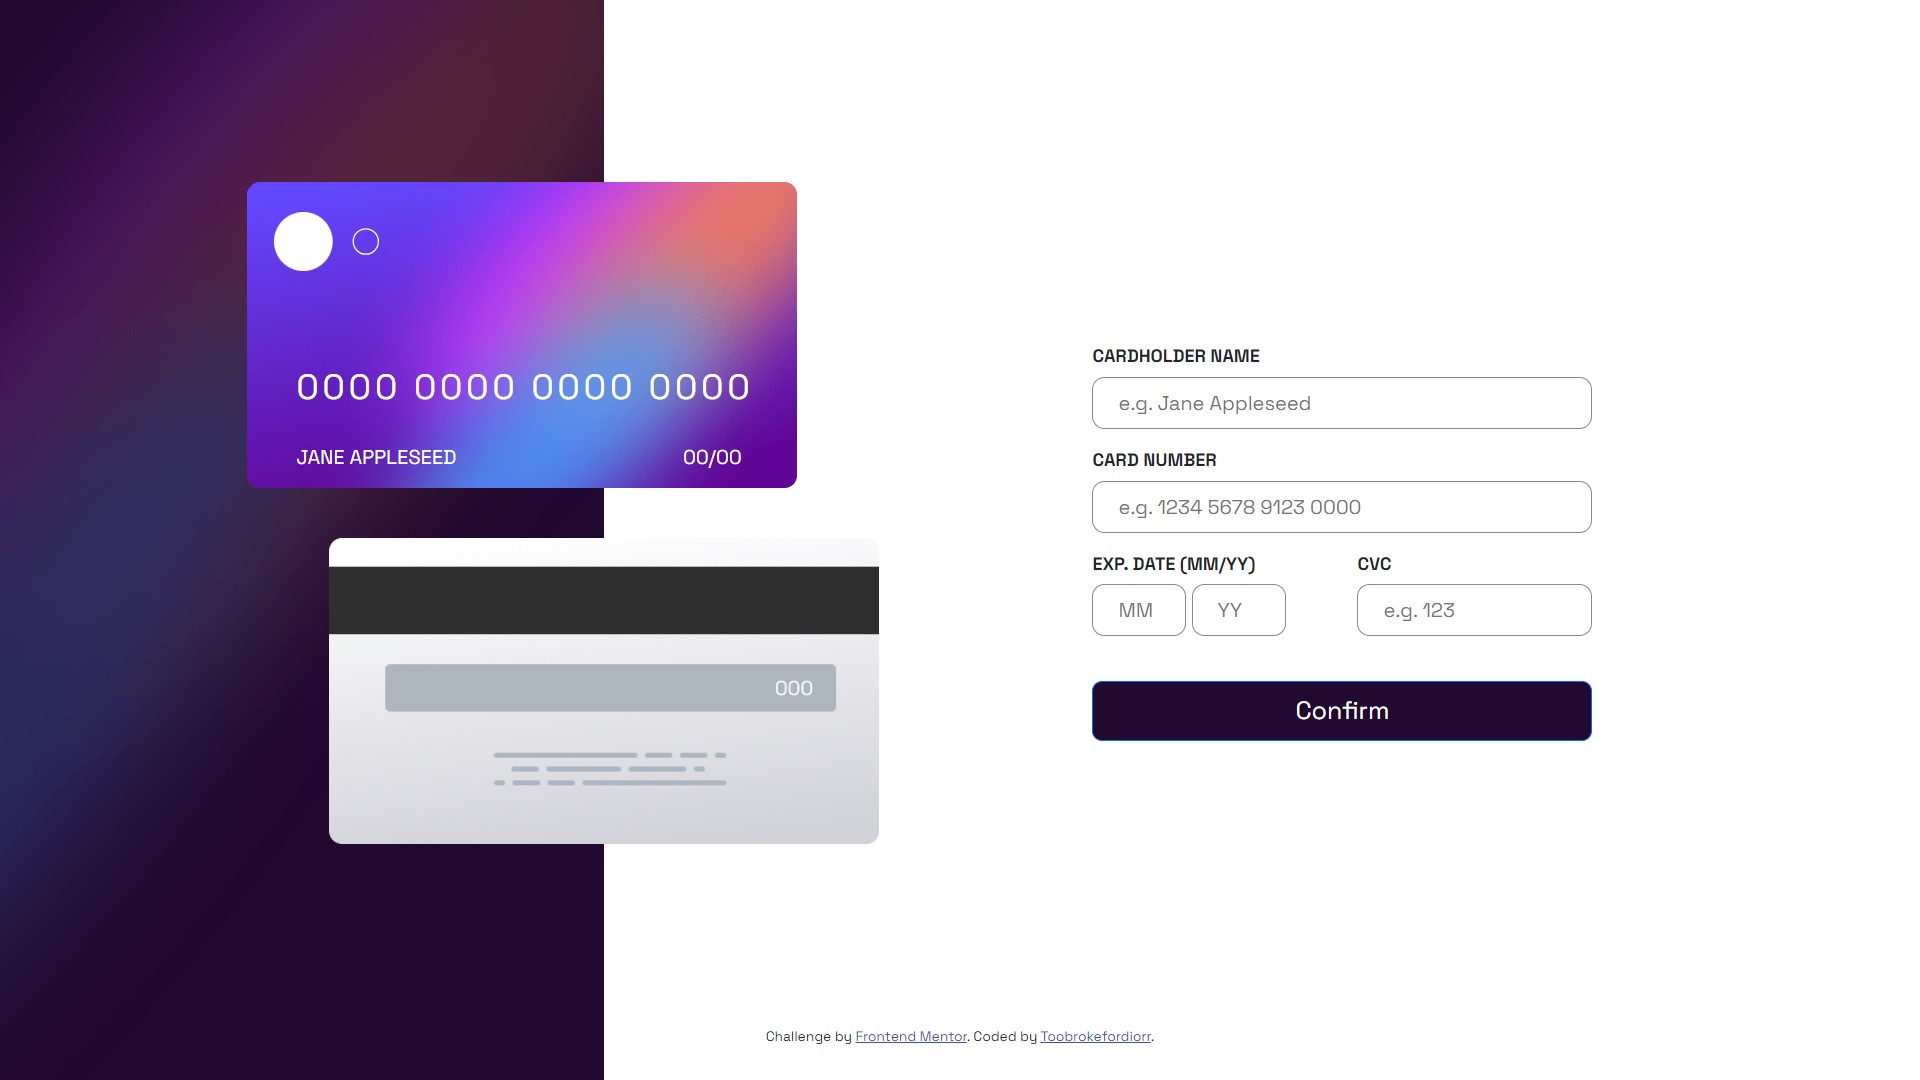 0000 0000 0000 0000
JANE APPLESEED 00/00
000
CARDHOLDER NAME
e.g. Jane Appleseed
CARD NUMBER
e.g. 1234 5678 9123 0000
EXP. DATE (MM/YY) CVC
MM YY e.g. 123
Confirm
Challenge by Frontend Mentor. Coded by Toobrokefordiorr.